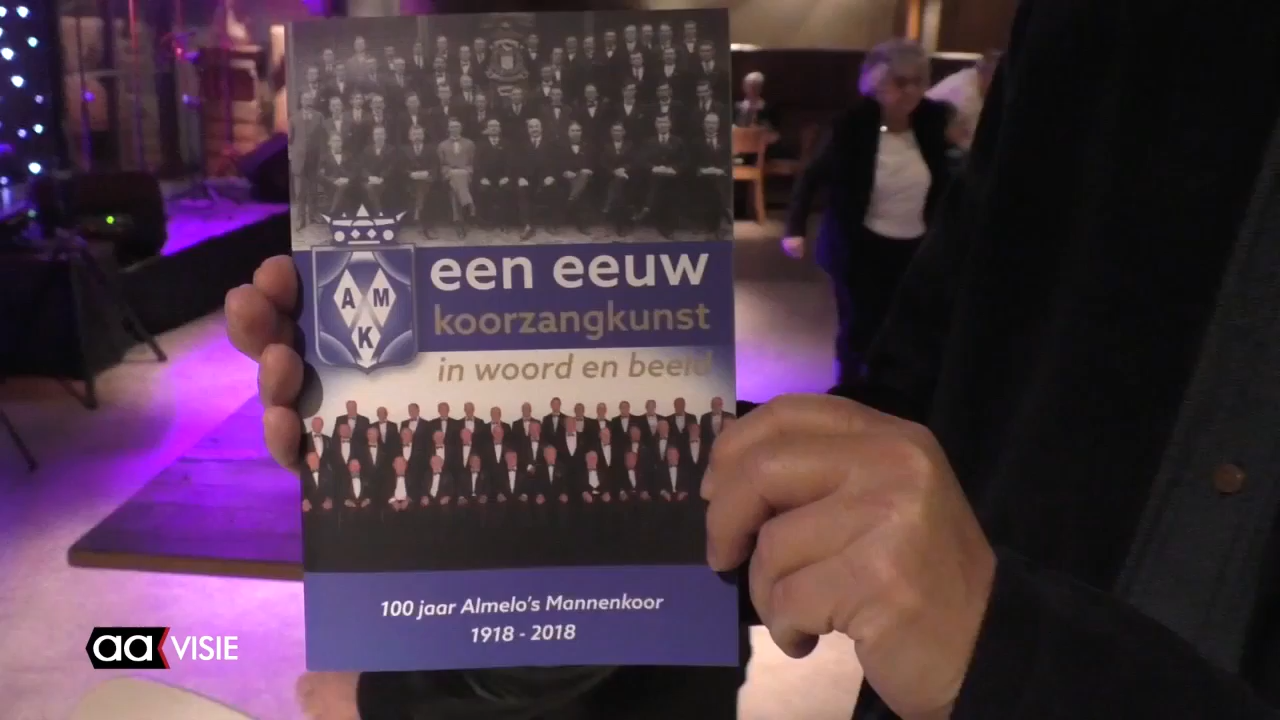 een eeuw
koorzangkunst
in woord en beeld
A M
K
100 jaar Almelo's Mannenkoor
1918 - 2018
aa VISIE